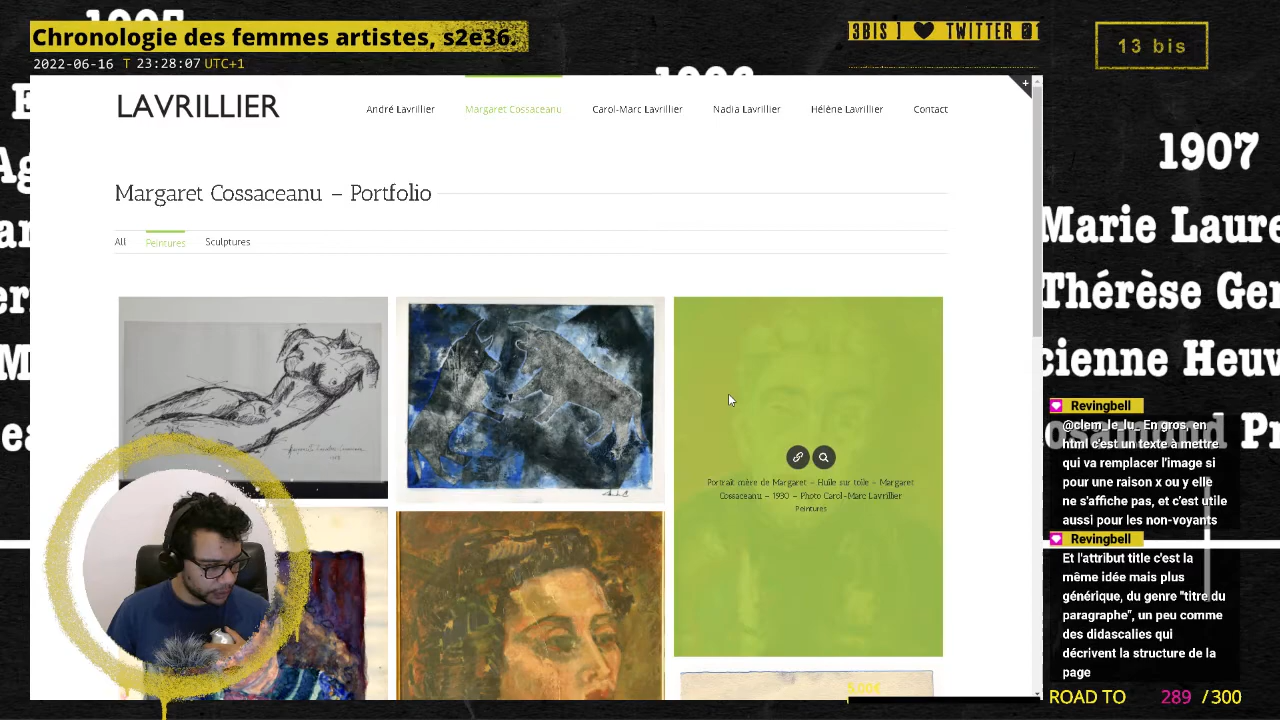 Chronologie des femmes artistes, s2e36.
2022-06-16 T 23:28:07 UTC+1
TWITTER
13 bis
LAVRILLIER
André Lavrillier
Margaret Cossaceanu
Carol-Marc Lavrillier
Nadia Lavrillier
Hélène Lavrillier
Contact
+
Margaret Cossaceanu – Portfolio
All
Peintures
Sculptures
Portrait mère de Margaret – Huile sur toile – Margaret
Cossaceanu – 1930 – Photo Carol-Marc Lavrillier
Peintures
1907
Marie Laure
Thérèse Ger
cienne Heuv
Revingbell
@clem_le_lu_ En gros, en
html c'est un texte à mettre
qui va remplacer l'image si
pour une raison x ou y elle
ne s'affiche pas, et c'est utile
aussi pour les non-voyants
Revingbell
Et l'attribut title c'est la
même idée mais plus
générique, du genre "titre du
paragraphe", un peu comme
des didascalies qui
décrivent la structure de la
page
ROAD TO 289 / 300